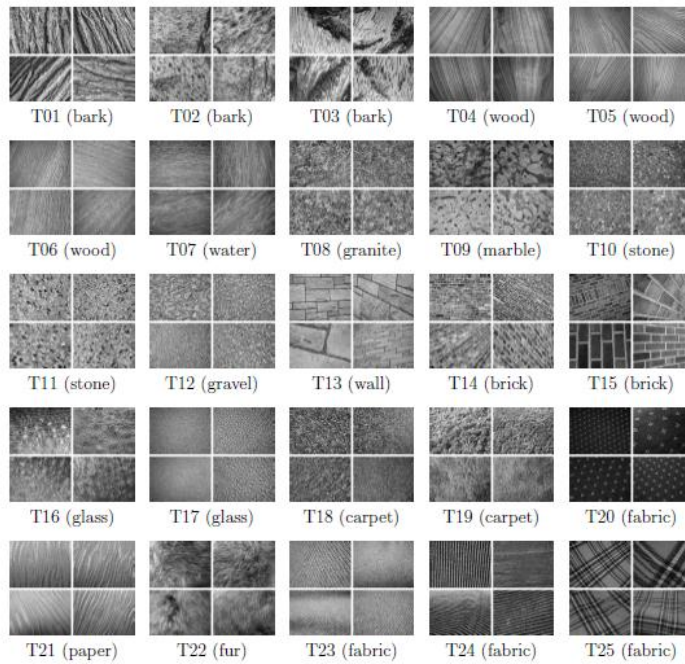 T01 (bark) T02 (bark) T03 (bark) T04 (wood) T05 (wood)
T06 (wood) T07 (water) T08 (granite) T09 (marble) T10 (stone)
T11 (stone) T12 (gravel) T13 (wall) T14 (brick) T15 (brick)
T16 (glass) T17 (glass) T18 (carpet) T19 (carpet) T20 (fabric)
T21 (paper) T22 (fur) T23 (fabric) T24 (fabric) T25 (fabric)